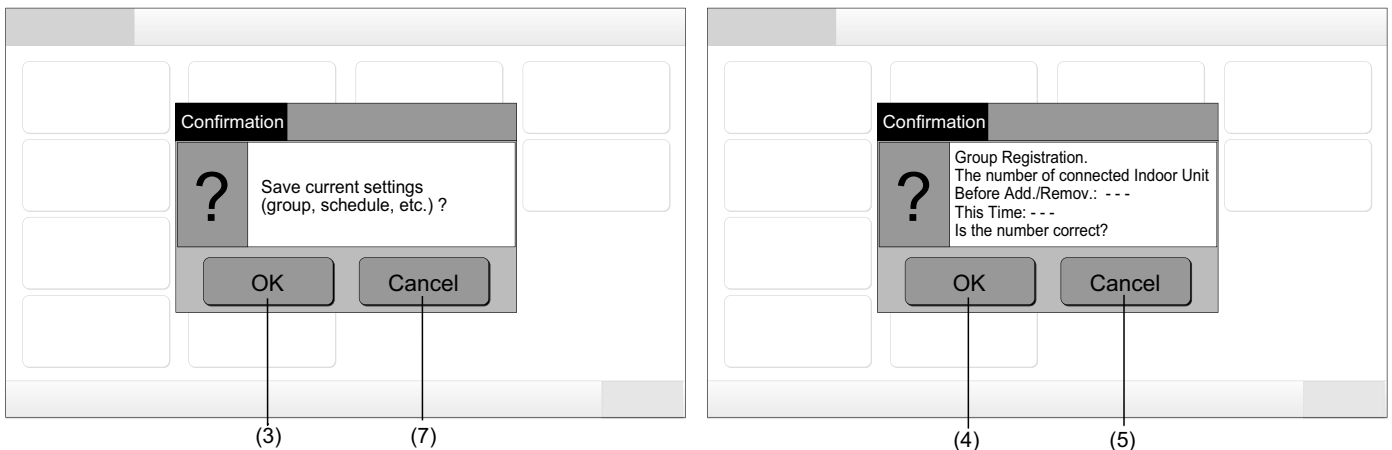 Confirmation
Save current settings
(group, schedule, etc.) ?
OK
Cancel
(3)
(7)
Confirmation
Group Registration.
The number of connected Indoor Unit
Before Add./Remov.: - - -
This Time: - - -
Is the number correct?
OK
Cancel
(4)
(5)
?
?